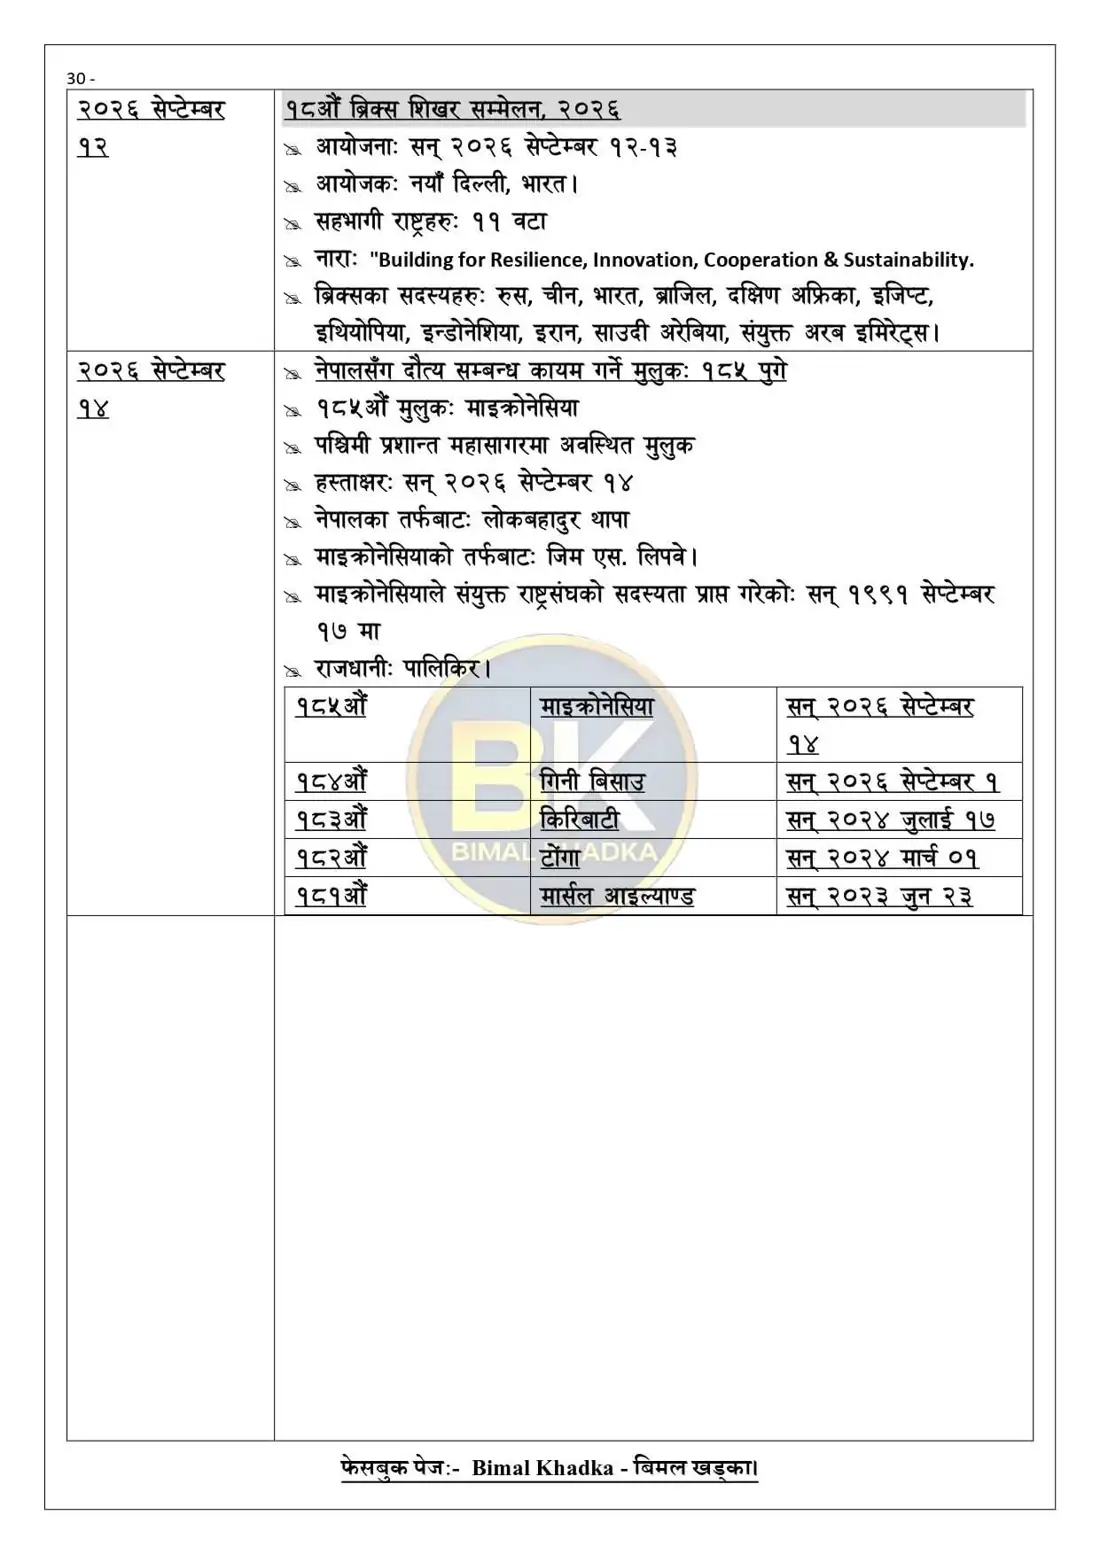 30 -
२०२६ सेप्टेम्बर
१२
१८औं ब्रिक्स शिखर सम्मेलन, २०२६
आयोजनाः सन् २०२६ सेप्टेम्बर १२-१३
आयोजकः नयाँ दिल्ली, भारत।
सहभागी राष्ट्रहरुः ११ वटा
नाराः "Building for Resilience, Innovation, Cooperation & Sustainability.
ब्रिक्सका सदस्यहरुः रुस, चीन, भारत, ब्राजिल, दक्षिण अफ्रिका, इजिप्ट,
इथियोपिया, इन्डोनेशिया, इरान, साउदी अरेबिया, संयुक्त अरब इमिरेट्स।
२०२६ सेप्टेम्बर
१४
नेपालसँग दौत्य सम्बन्ध कायम गर्ने मुलुकः १८५ पुगे
१८५औं मुलुकः माइक्रोनेसिया
पश्चिमी प्रशान्त महासागरमा अवस्थित मुलुक
हस्ताक्षरः सन् २०२६ सेप्टेम्बर १४
नेपालका तर्फबाटः लोकबहादुर थापा
माइक्रोनेसियाको तर्फबाटः जिम एस. लिपवे।
माइक्रोनेसियाले संयुक्त राष्ट्रसंघको सदस्यता प्राप्त गरेकोः सन् १९९१ सेप्टेम्बर
१७ मा
राजधानीः पालिकिर।
१८५औं माइक्रोनेसिया सन् २०२६ सेप्टेम्बर
१४
१८४औं गिनी बिसाउ सन् २०२६ सेप्टेम्बर १
१८३औं किरिबाटी सन् २०२४ जुलाई १७
१८२औं टोंगा सन् २०२४ मार्च ०१
१८१औं मार्सल आइल्याण्ड सन् २०२३ जुन २३
BK
BIMAL KHADKA
फेसबुक पेजः- Bimal Khadka - बिमल खड्का।